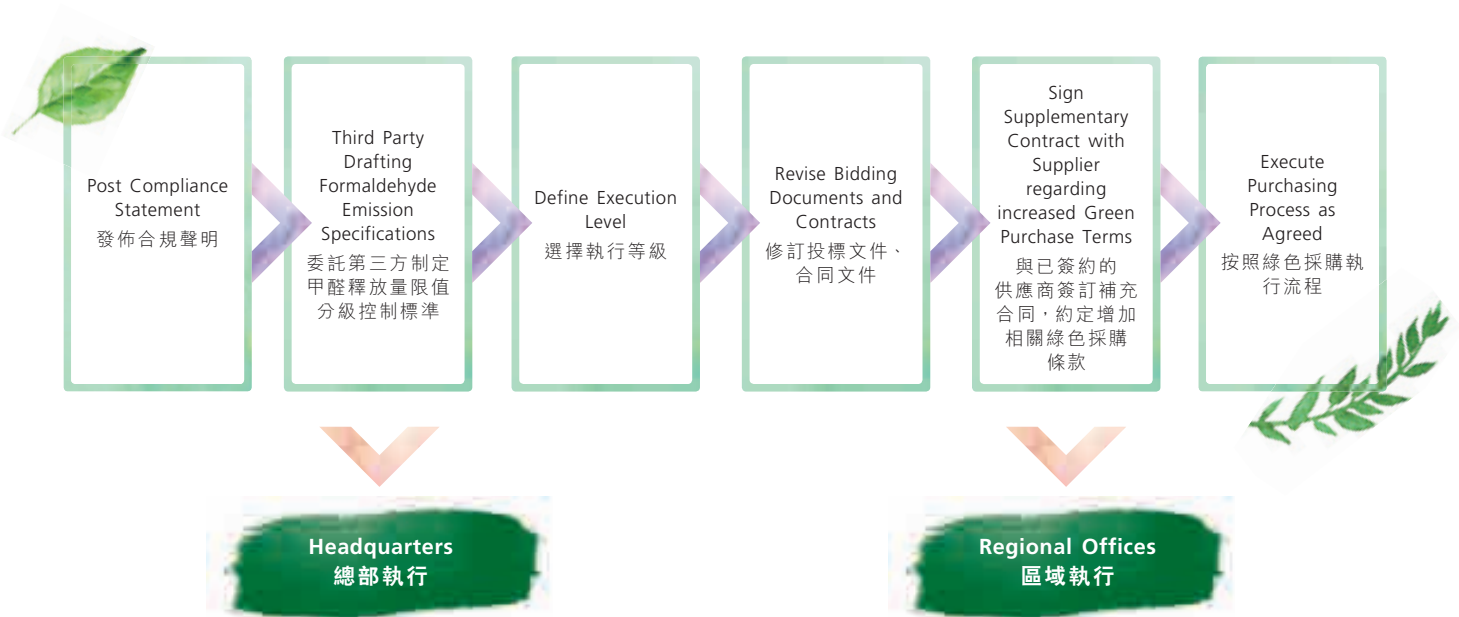 Post Compliance
Statement
發佈合規聲明
Third Party
Drafting
Formaldehyde
Emission
Specifications
委託第三方制定
甲醛釋放量限值
分級控制標準
Define Execution
Level
選擇執行等級
Revise Bidding
Documents and
Contracts
修訂投標文件、
合同文件
Sign
Supplementary
Contract with
Supplier
regarding
increased Green
Purchase Terms
與已簽約的
供應商簽訂補充
合同，約定增加
相關綠色採購
條款
Execute
Purchasing
Process as
Agreed
按照綠色採購執
行流程
Headquarters
總部執行
Regional Offices
區域執行